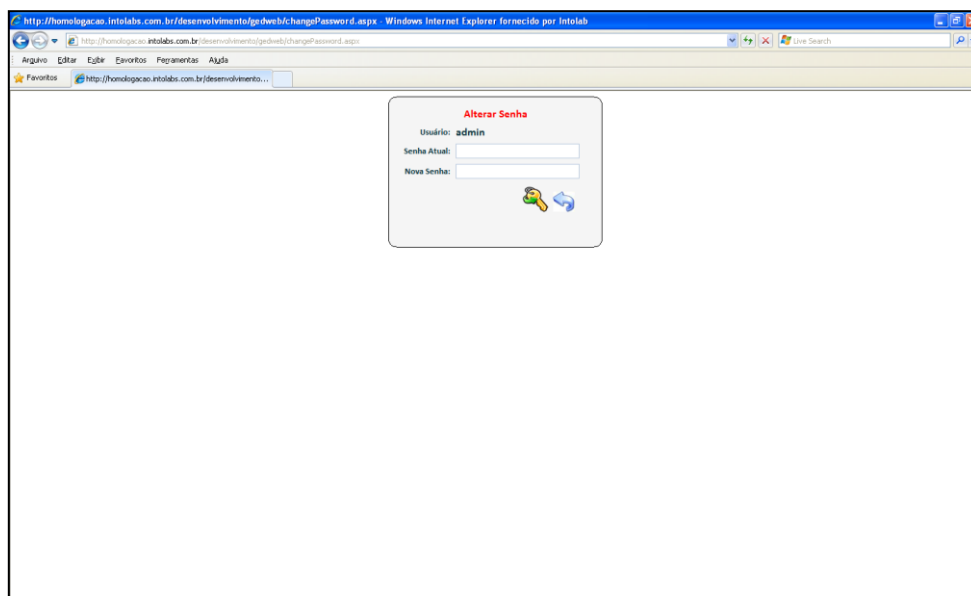 http://homologacao.intolabs.com.br/desenvolvimento/gedweb/changePassword.aspx - Windows Internet Explorer fornecido por Intolab
http://homologacao.intolabs.com.br/desenvolvimento/gedweb/changePassword.aspx
Live Search
Arquivo Editar Exibir Favoritos Ferramentas Ajuda
Favoritos http://homologacao.intolabs.com.br/desenvolvimento...
Alterar Senha
Usuário: admin
Senha Atual:
Nova Senha: